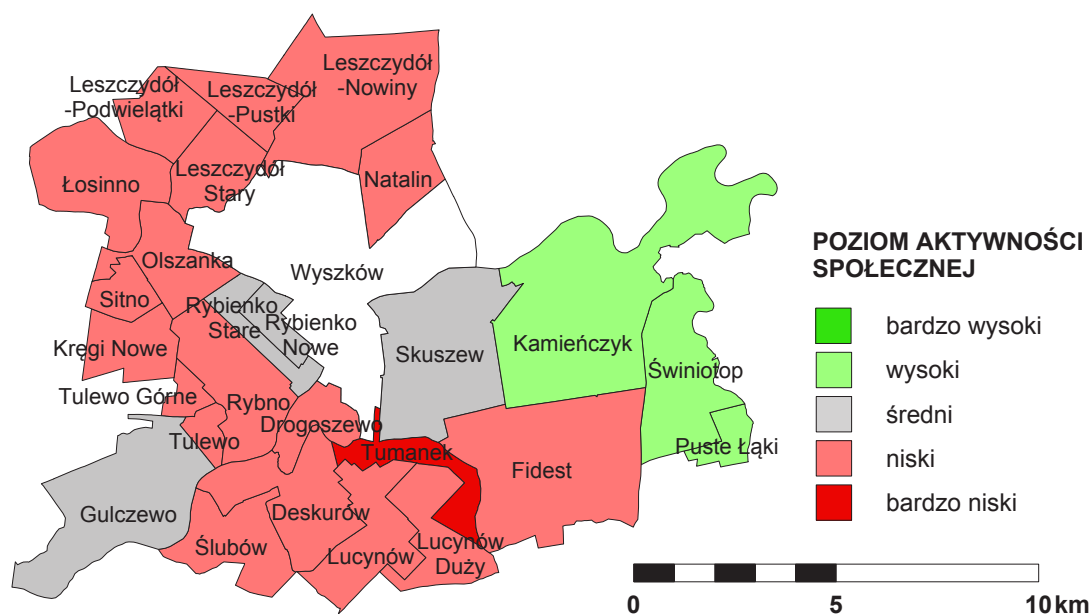 Leszczydół
-Nowiny
Leszczydół
-Podwielątki
Leszczydół
-Pustki
Leszczydół
Stary
Łosinno
Natalin
Olszanka
Wyszków
Sitno
Rybienko
Stare
Rybienko
Nowe
Kręgi Nowe
Skuszew
Kamieńczyk
Świniotop
Tulewo Górne
Rybno
Drogoszewo
Tulewo
Tumanek
Puste Łąki
Fidest
Gulczewo
Deskurów
Ślubów
Lucynów
Lucynów
Duży
POZIOM AKTYWNOŚCI
SPOŁECZNEJ
bardzo wysoki
wysoki
średni
niski
bardzo niski
0 5 10 km